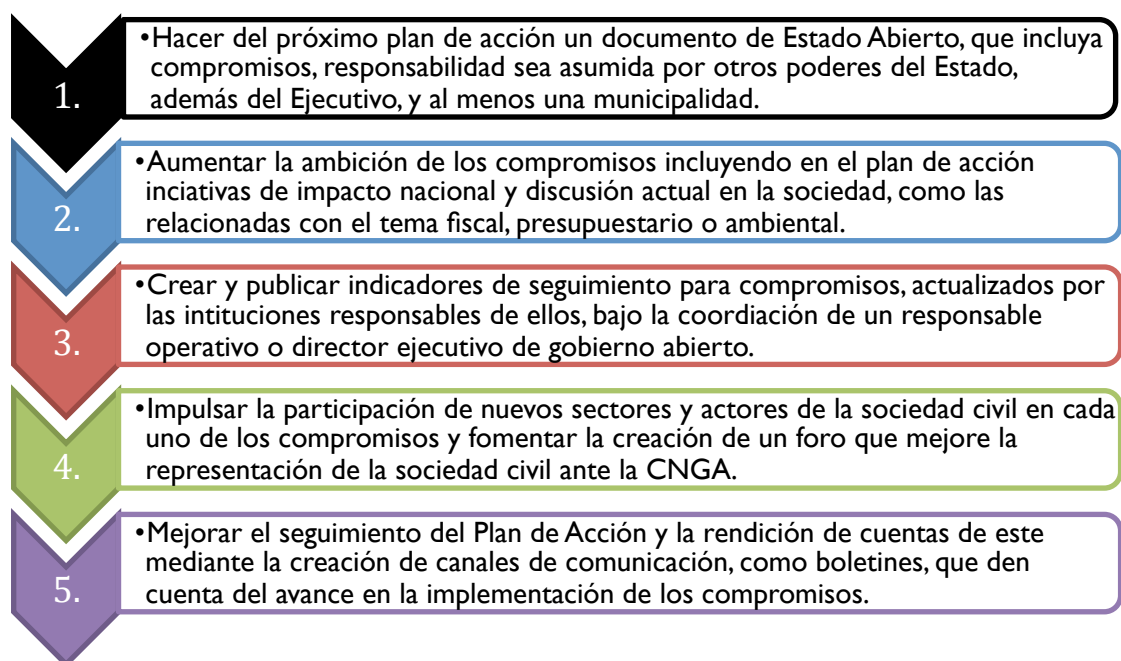 1.
•Hacer del próximo plan de acción un documento de Estado Abierto, que incluya
compromisos, responsabilidad sea asumida por otros poderes del Estado,
además del Ejecutivo, y al menos una municipalidad.
2.
•Aumentar la ambición de los compromisos incluyendo en el plan de acción
inciativas de impacto nacional y discusión actual en la sociedad, como las
relacionadas con el tema fiscal, presupuestario o ambiental.
3.
•Crear y publicar indicadores de seguimiento para compromisos, actualizados por
las intituciones responsables de ellos, bajo la coordiación de un responsable
operativo o director ejecutivo de gobierno abierto.
4.
•Impulsar la participación de nuevos sectores y actores de la sociedad civil en cada
uno de los compromisos y fomentar la creación de un foro que mejore la
representación de la sociedad civil ante la CNGA.
5.
•Mejorar el seguimiento del Plan de Acción y la rendición de cuentas de este
mediante la creación de canales de comunicación, como boletines, que den
cuenta del avance en la implementación de los compromisos.